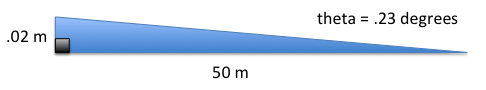 theta = .23 degrees
.02 m
50 m